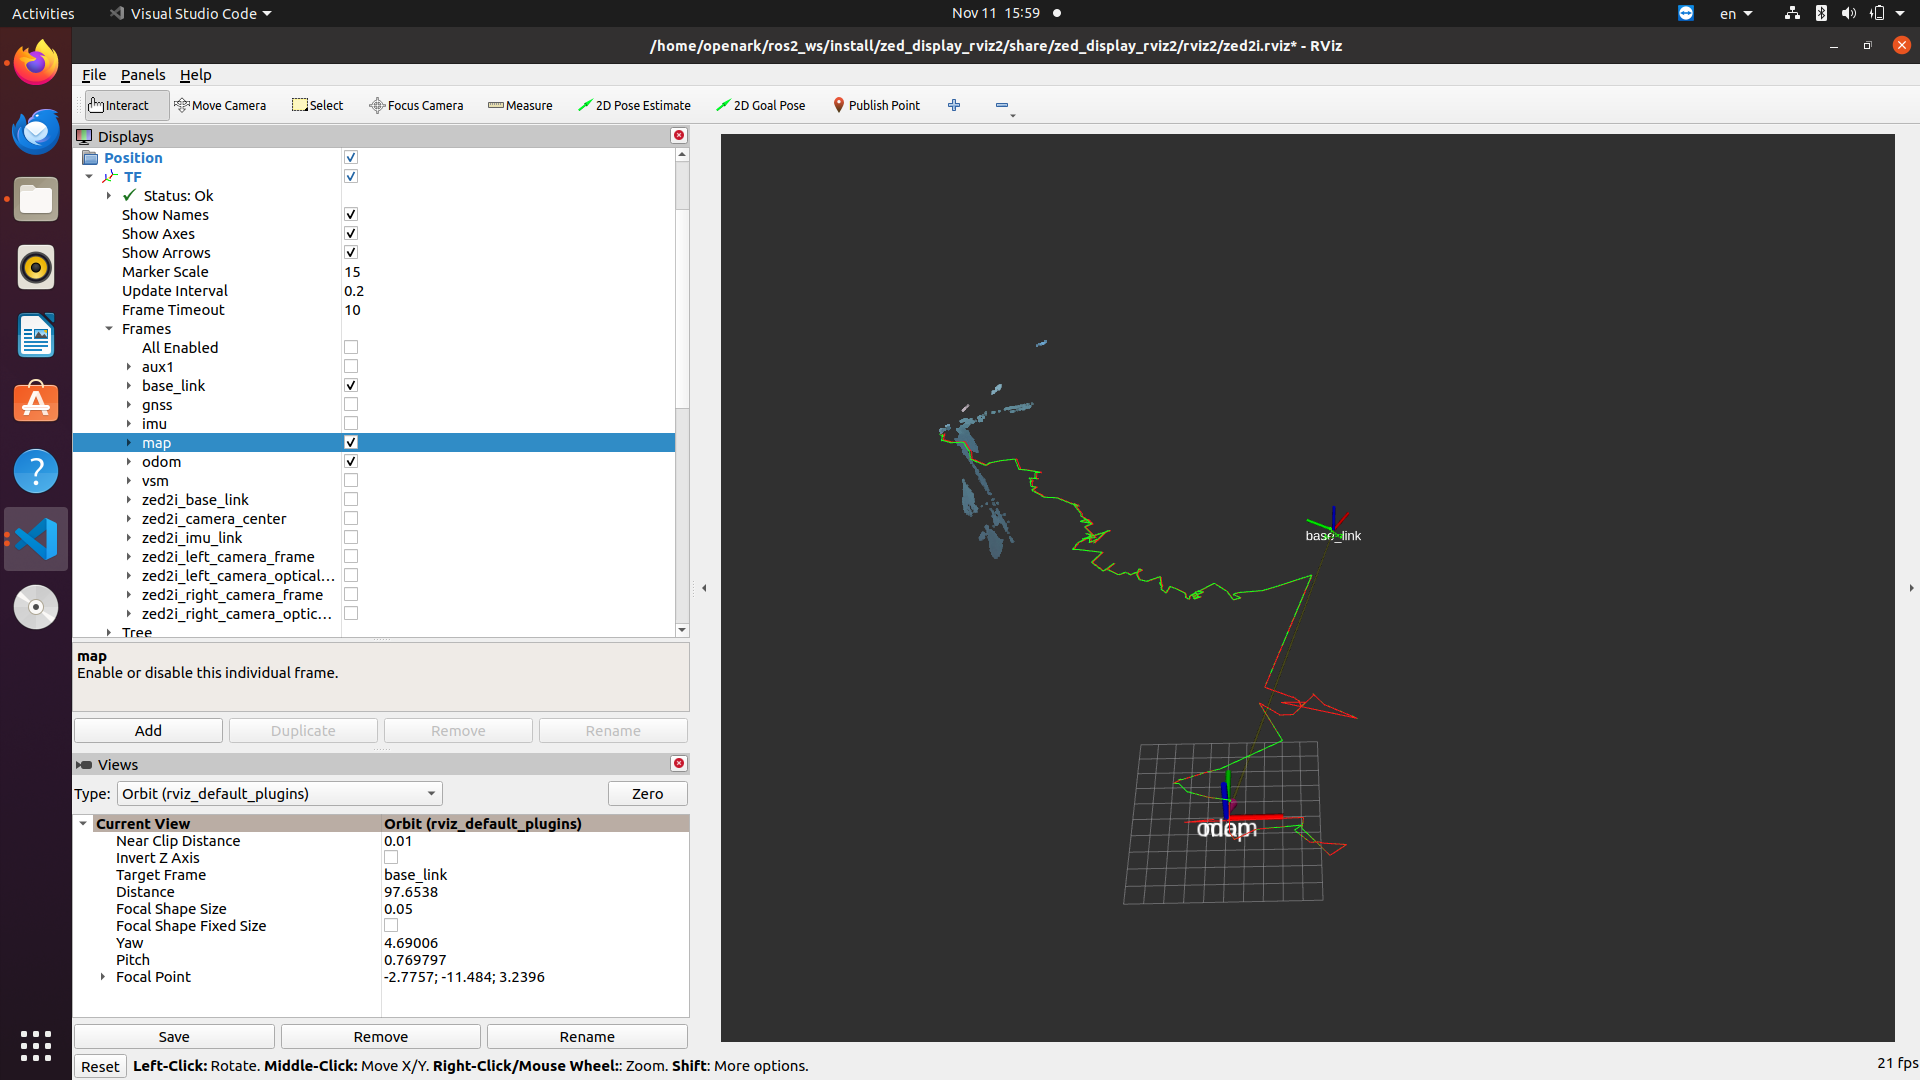 Activities
Visual Studio Code
Nov 11 15:59
en
/home/openark/ros2_ws/install/zed_display_rviz2/share/zed_display_rviz2/rviz2/zed2i.rviz* - RViz
File Panels Help
Interact Move Camera Select Focus Camera Measure 2D Pose Estimate 2D Goal Pose Publish Point
Displays
Position
TF
Status: Ok
Show Names
Show Axes
Show Arrows
Marker Scale 15
Update Interval 0.2
Frame Timeout 10
Frames
All Enabled
aux1
base_link
gnss
imu
map
odom
vsm
zed2i_base_link
zed2i_camera_center
zed2i_imu_link
zed2i_left_camera_frame
zed2i_left_camera_optical...
zed2i_right_camera_frame
zed2i_right_camera_optic...
Tree
map
Enable or disable this individual frame.
Add Duplicate Remove Rename
Views
Type: Orbit (rviz_default_plugins) Zero
Current View Orbit (rviz_default_plugins)
Near Clip Distance 0.01
Invert Z Axis
Target Frame base_link
Distance 97.6538
Focal Shape Size 0.05
Focal Shape Fixed Size
Yaw 4.69006
Pitch 0.769797
Focal Point -2.7757; -11.484; 3.2396
Save Remove Rename
Reset Left-Click: Rotate. Middle-Click: Move X/Y. Right-Click/Mouse Wheel:: Zoom. Shift: More options.
21 fps
base_link